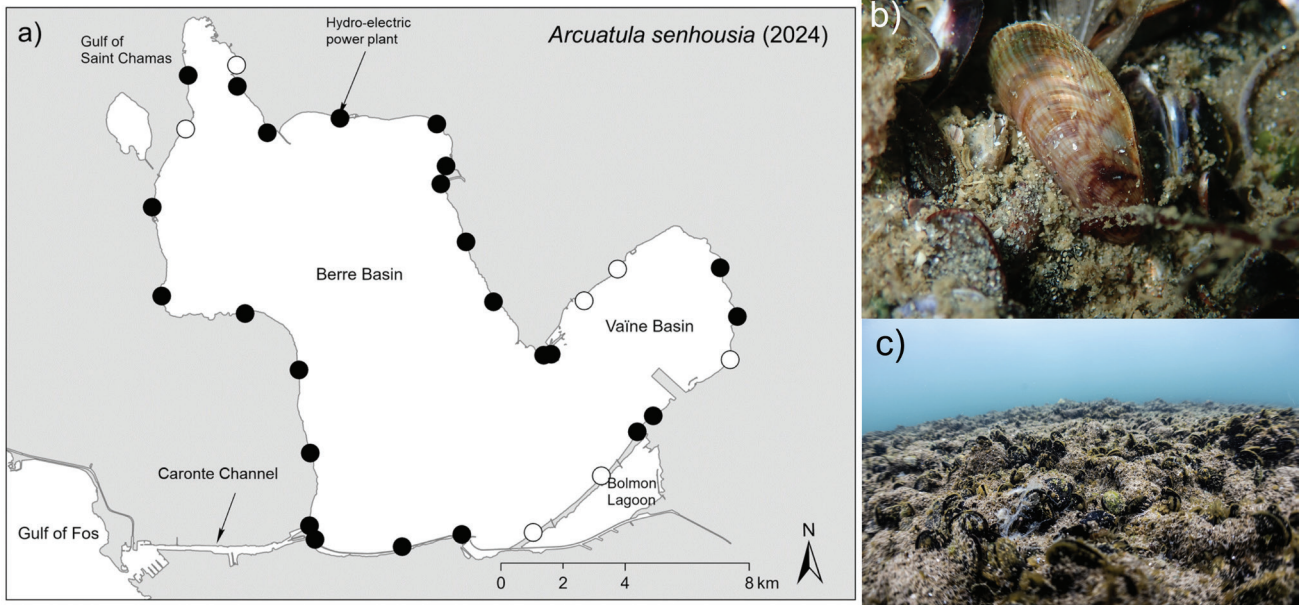 a)
Arcuatula senhousia (2024)
Gulf of
Saint Chamas
Hydro-electric
power plant
Berre Basin
Vaïne Basin
Caronte Channel
Bolmon
Lagoon
Gulf of Fos
N
0 2 4 8 km
b)
c)